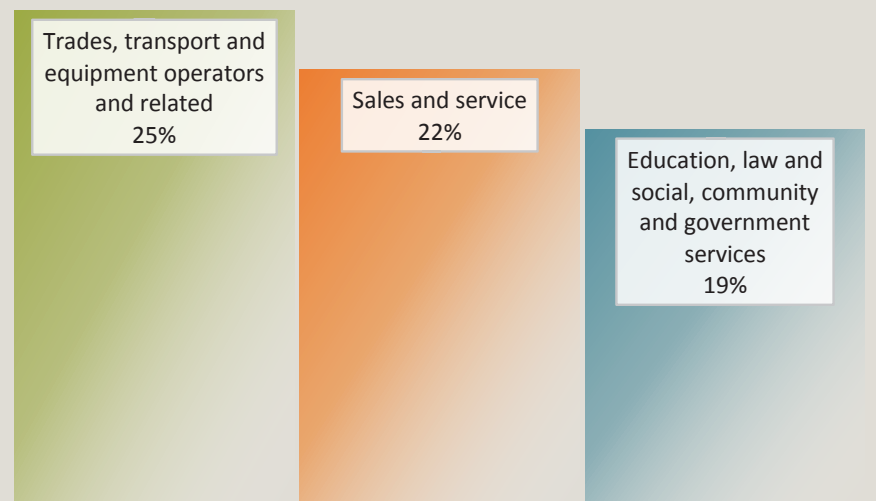 Trades, transport and
equipment operators
and related
25%
Sales and service
22%
Education, law and
social, community
and government
services
19%